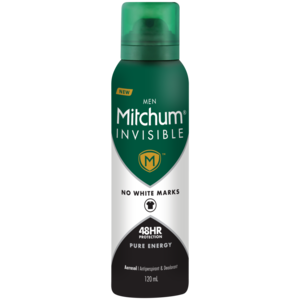 NEW
MEN
Mitchum®
INVISIBLE
M
NO WHITE MARKS
48HR
PROTECTION
PURE ENERGY
Aerosol | Antiperspirant & Deodorant
120 mL